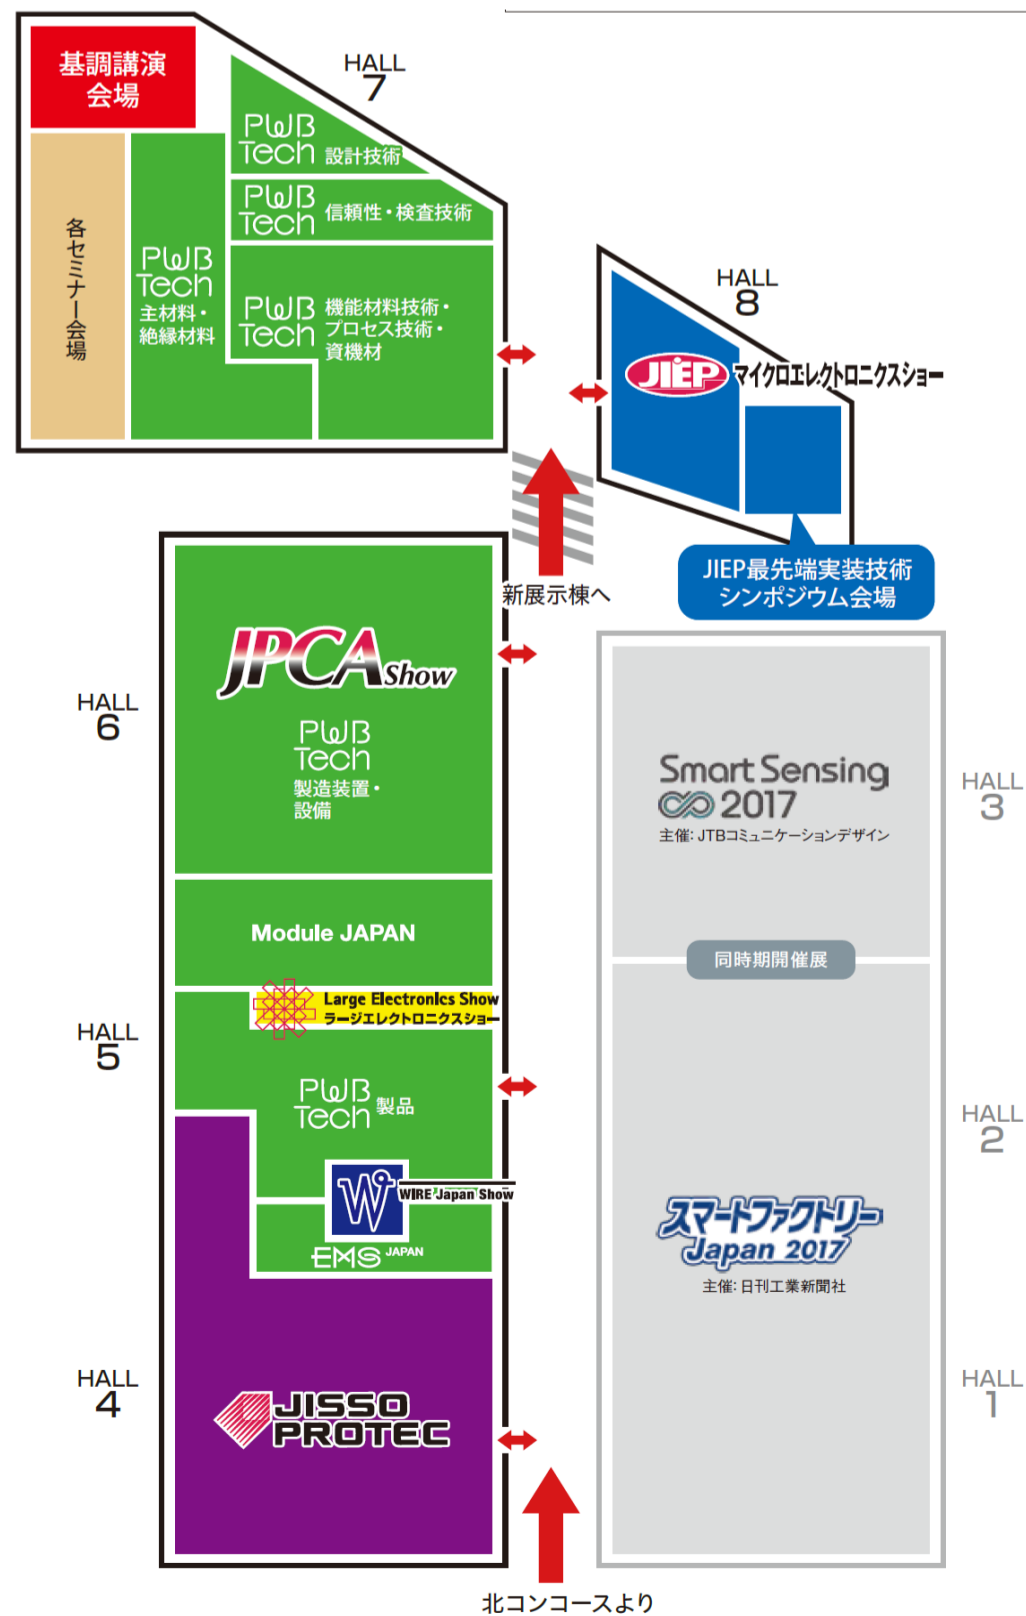 基調講演
会場
HALL
7
PWB
Tech 設計技術
PWB
Tech 信頼性・検査技術
各セミナー会場
PWB
Tech
主材料・
絶縁材料
PWB
Tech
機能材料技術・
プロセス技術・
資機材
HALL
8
JIEP マイクロエレクトロニクスショー
JIEP最先端実装技術
シンポジウム会場
新展示棟へ
JPCA Show
HALL
6
PWB
Tech
製造装置・
設備
Smart Sensing
2017
主催：JTBコミュニケーションデザイン
HALL
3
Module JAPAN
同時期開催展
Large Electronics Show
ラージエレクトロニクスショー
HALL
5
PWB
Tech 製品
HALL
2
W WIRE Japan Show
EMS JAPAN
スマートファクトリー
Japan 2017
主催：日刊工業新聞社
HALL
4
JISSO
PROTEC
HALL
1
北コンコースより